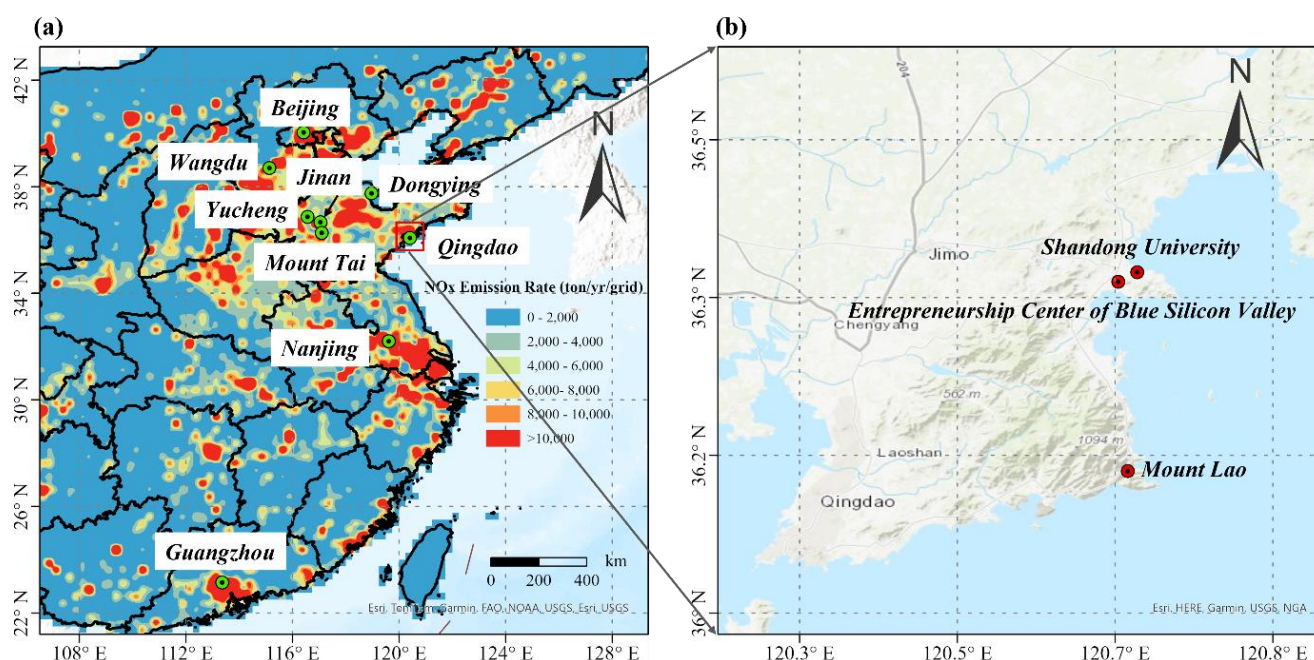 (a)
42° N
38° N
34° N
30° N
26° N
22° N
108° E
112° E
116° E
120° E
124° E
128° E
Beijing
Wangdu
Jinan
Dongying
Yucheng
Qingdao
Mount Tai
Nanjing
Guangzhou
N
NOx Emission Rate (ton/yr/grid)
0 - 2,000
2,000 - 4,000
4,000 - 6,000
6,000- 8,000
8,000 - 10,000
>10,000
km
0 200 400
Esri, TomTom, Garmin, FAO, NOAA, USGS, Esri, USGS
(b)
36.5° N
36.3° N
36.2° N
36° N
120.3° E
120.5° E
120.7° E
120.8° E
N
204
Jimo
Shandong University
Entrepreneurship Center of Blue Silicon Valley
Chengyang
562 m
1094 m
Laoshan
Mount Lao
Qingdao
Esri, HERE, Garmin, USGS, NGA